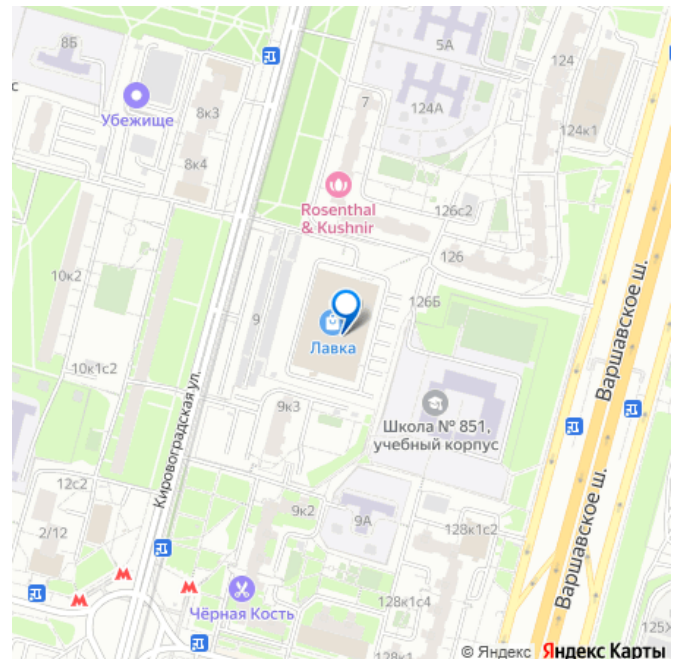 8Б
5А
124
с
Убежище
8к3
7
124А
124к1
8к4
Rosenthal
& Kushnir
126с2
126
10к2
126Б
9
Лавка
Варшавское ш.
10к1с2
Кировоградская ул.
9к3
Школа № 851,
учебный корпус
12с2
2/12
9к2
9А
128к1с2
Варшавское ш.
Чёрная Кость
128к1с4
128к1
125Х
© Яндекс Яндекс Карты